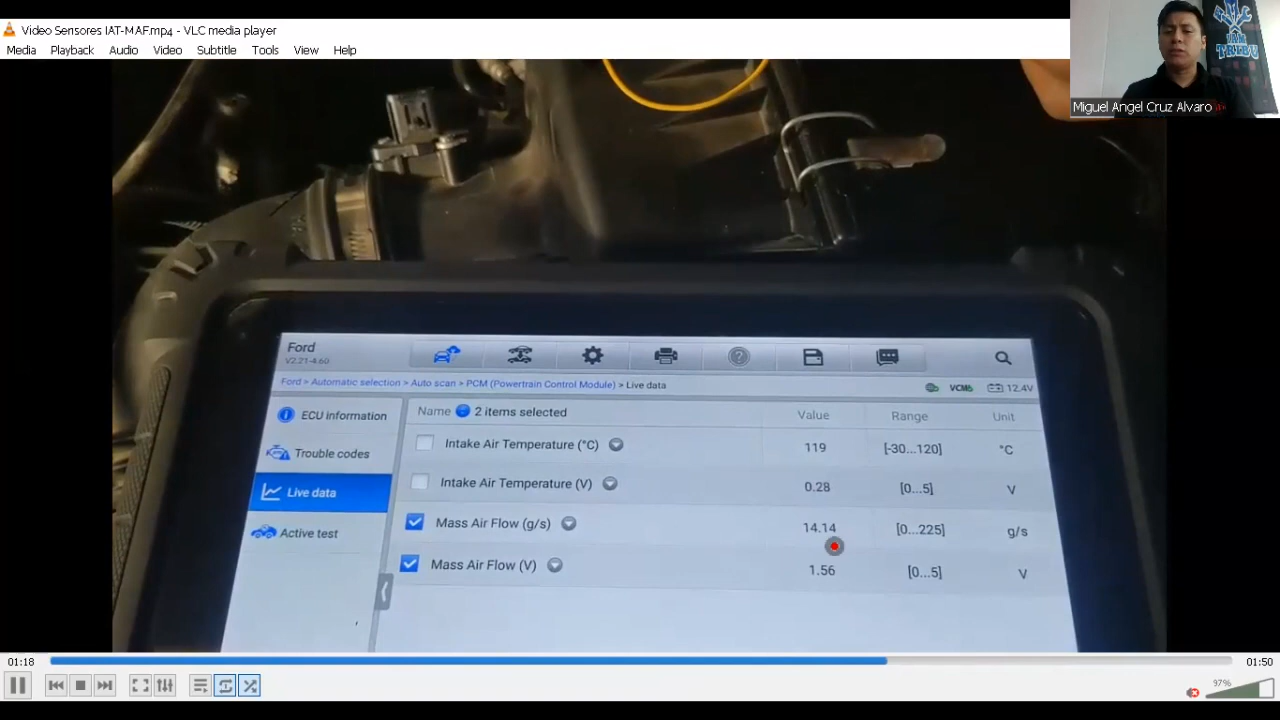 Video Sensores IAT-MAF.mp4 - VLC media player
Media Playback Audio Video Subtitle Tools View Help
TREBU
Miguel Angel Cruz Alvaro
Ford
V2.21-4.60
Ford > Automatic selection > Auto scan > PCM (Powertrain Control Module) > Live data
VCMI
12.4V
ECU information
Trouble codes
Live data
Active test
Name 2 items selected Value Range Unit
Intake Air Temperature (°C) 119 [-30...120] °C
Intake Air Temperature (V) 0.28 [0...5] V
Mass Air Flow (g/s) 14.14 [0...225] g/s
Mass Air Flow (V) 1.56 [0...5] V
01:18 01:50
97%